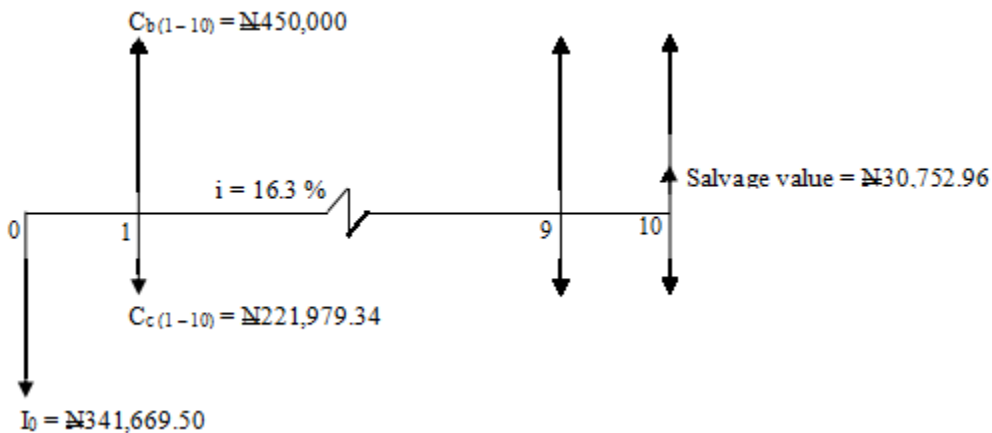 C_b (1 – 10) = ₦450,000
i = 16.3 %
Salvage value = ₦30,752.96
0
1
9
10
C_c (1 – 10) = ₦221,979.34
I_0 = ₦341,669.50